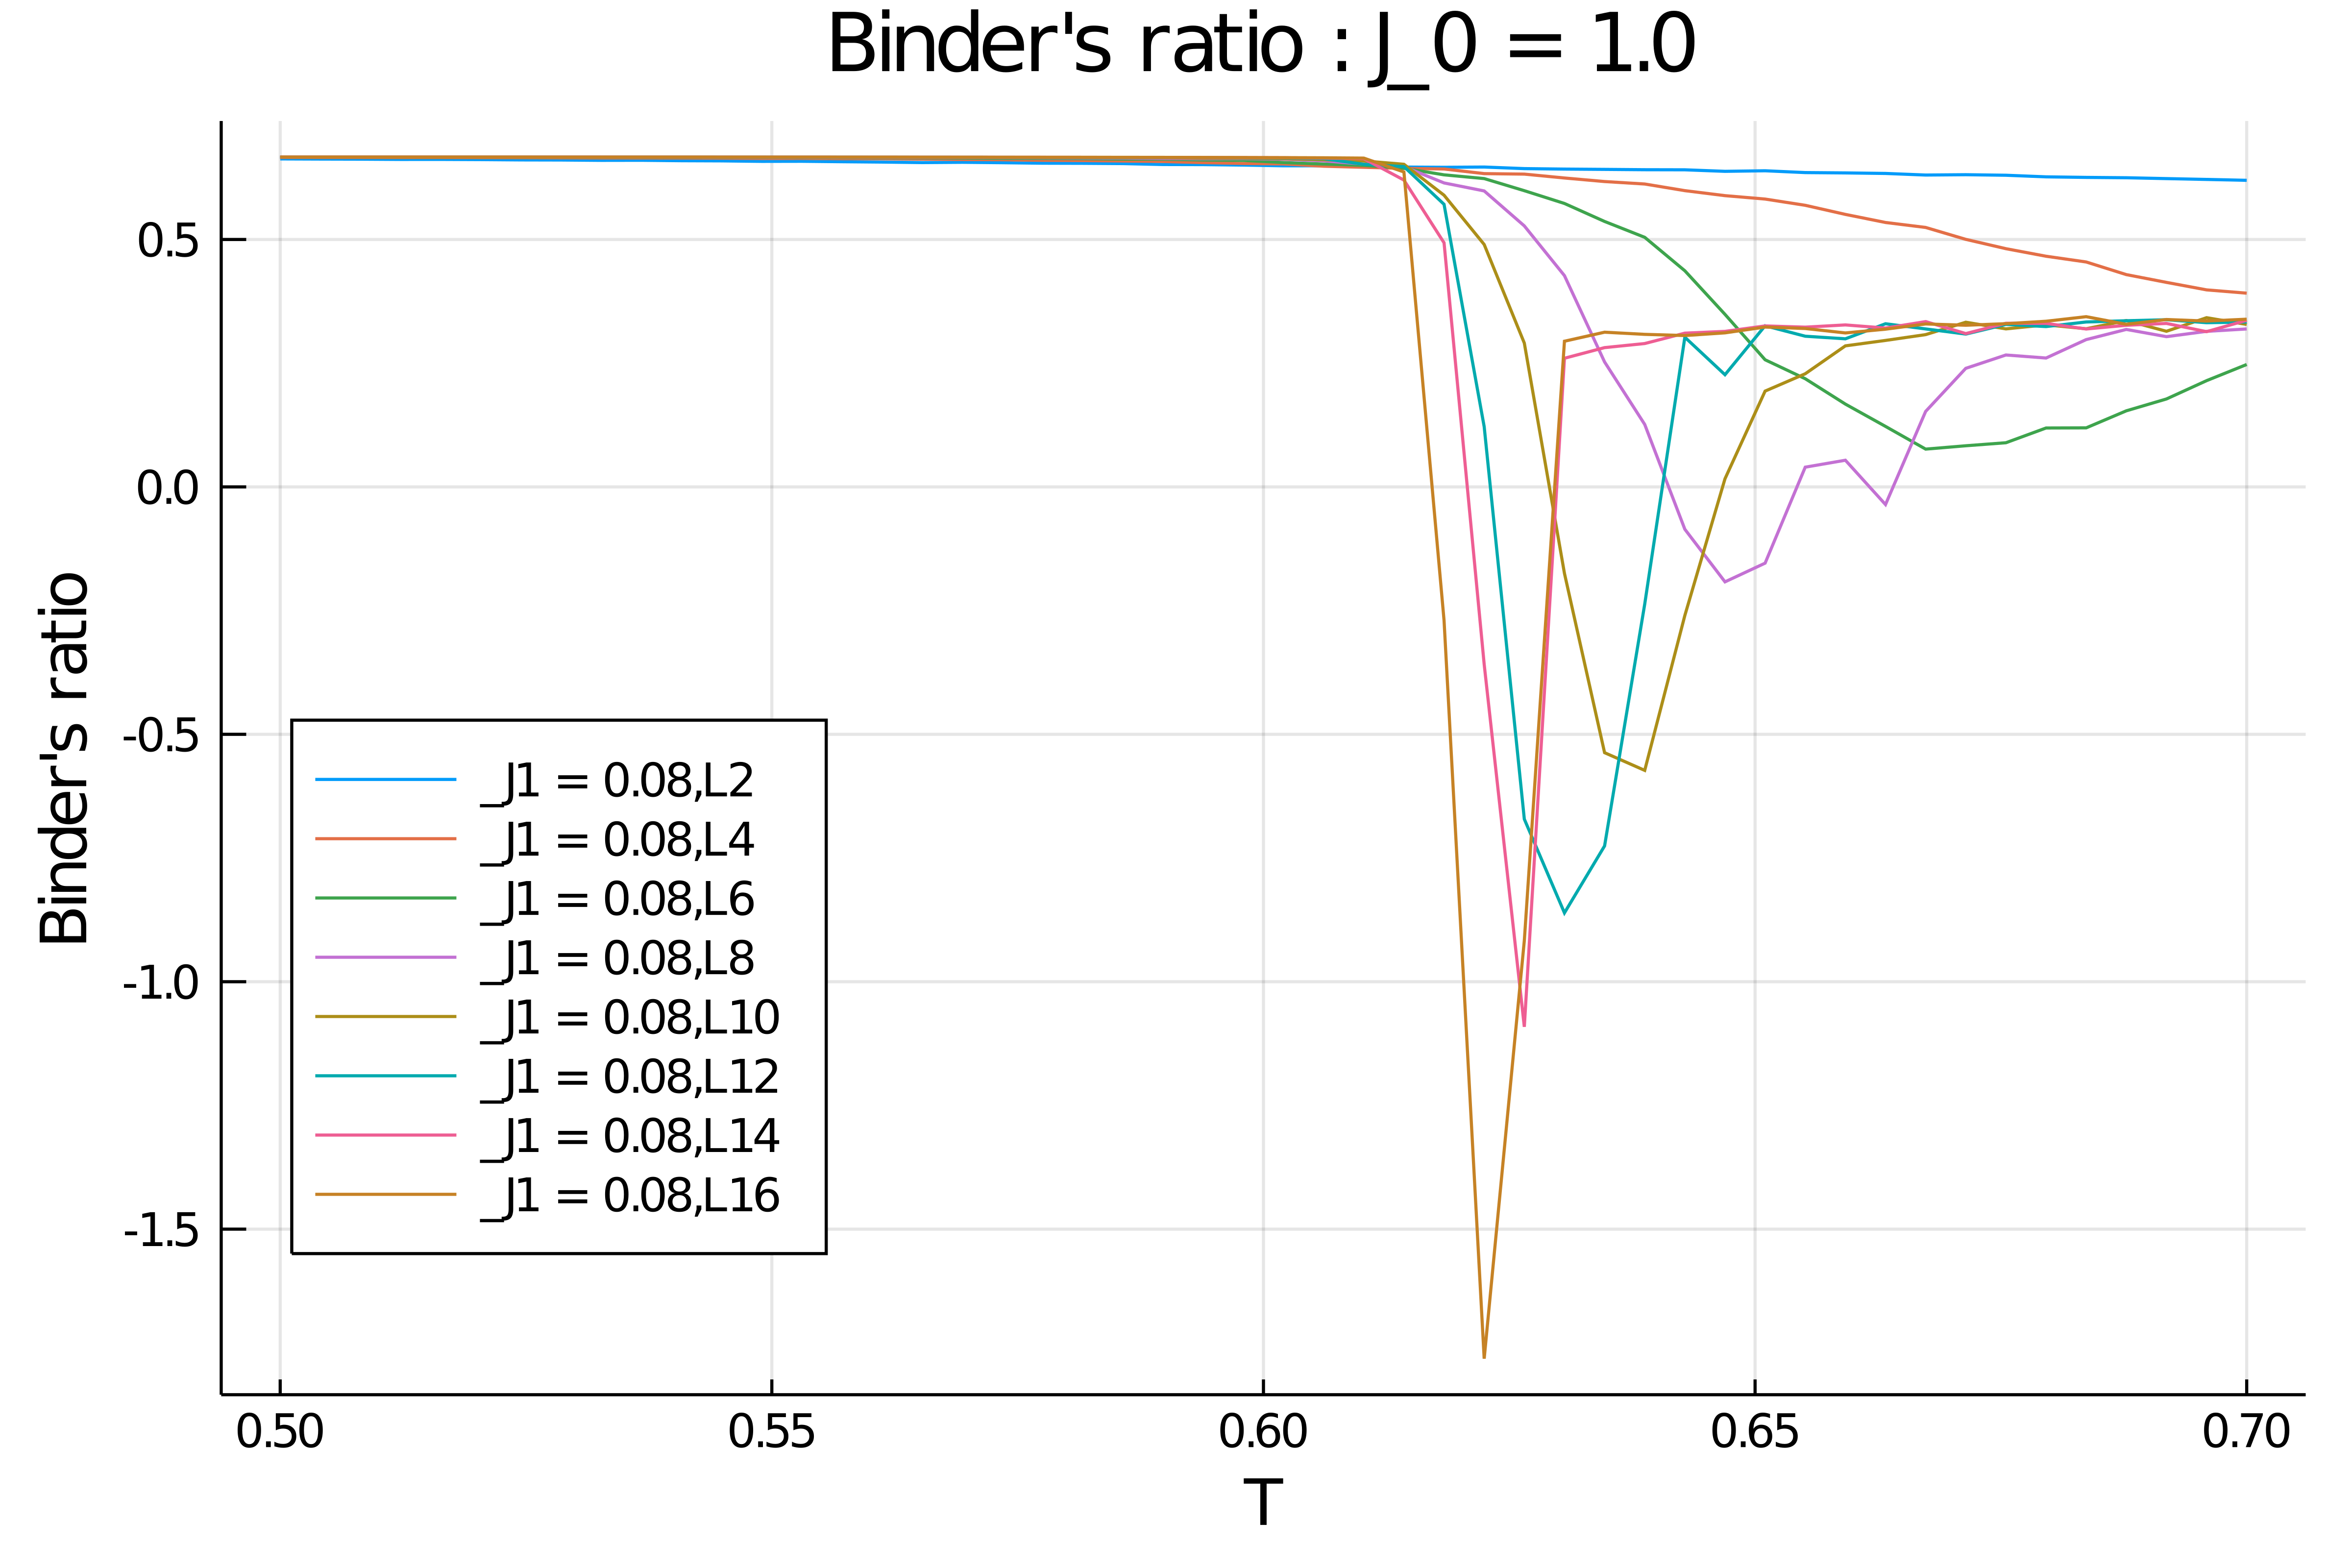 Binder's ratio : J_0 = 1.0
Binder's ratio
0.5
0.0
-0.5
-1.0
-1.5
_J1 = 0.08,L2
_J1 = 0.08,L4
_J1 = 0.08,L6
_J1 = 0.08,L8
_J1 = 0.08,L10
_J1 = 0.08,L12
_J1 = 0.08,L14
_J1 = 0.08,L16
0.50 0.55 0.60 0.65 0.70
T